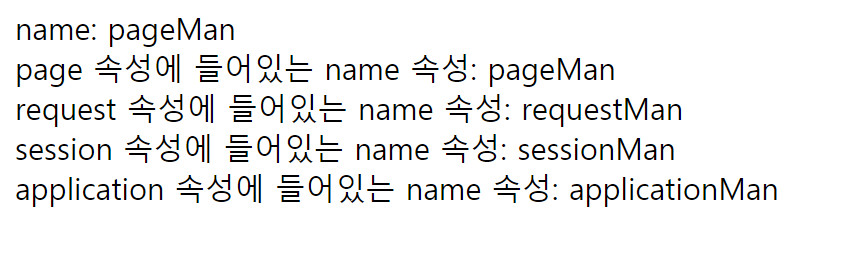 name: pageMan
page 속성에 들어있는 name 속성: pageMan
request 속성에 들어있는 name 속성: requestMan
session 속성에 들어있는 name 속성: sessionMan
application 속성에 들어있는 name 속성: applicationMan